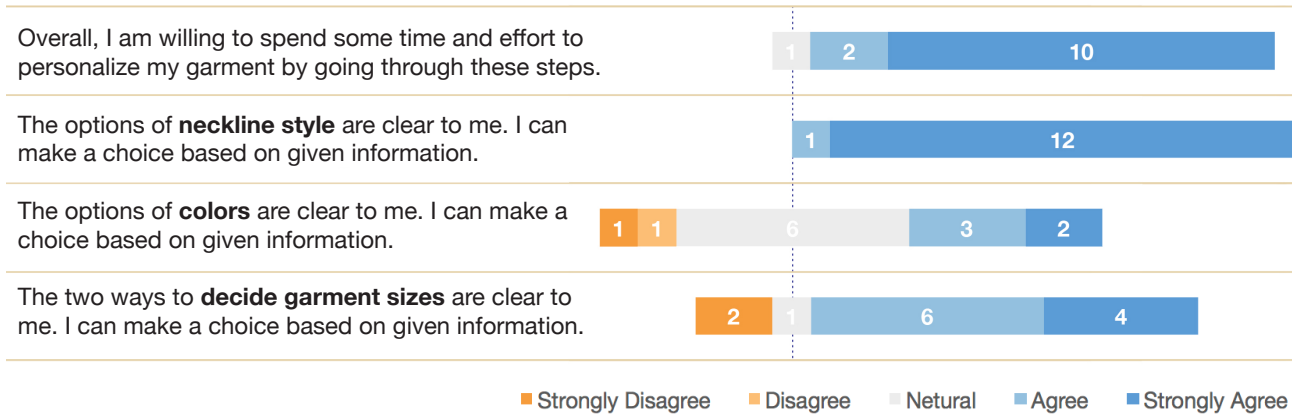 Overall, I am willing to spend some time and effort to
personalize my garment by going through these steps.
1 2 10
The options of neckline style are clear to me. I can
make a choice based on given information.
1 12
The options of colors are clear to me. I can make a
choice based on given information.
1 1 6 3 2
The two ways to decide garment sizes are clear to
me. I can make a choice based on given information.
2 1 6 4
Strongly Disagree Disagree Netural Agree Strongly Agree